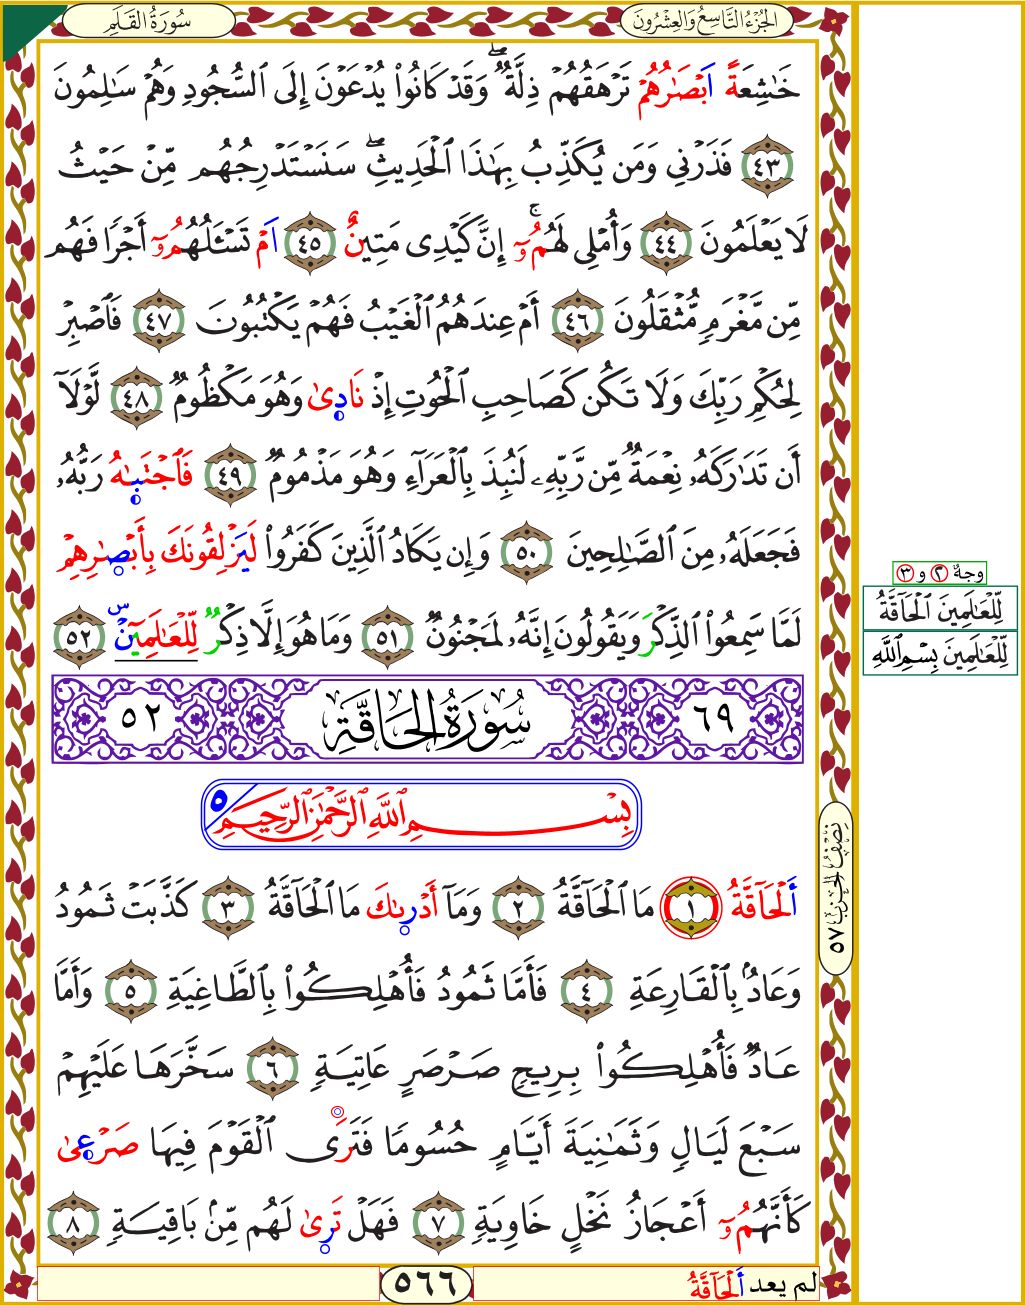 الجُزْءُ التَّاسِعُ وَالعِشْرُونَ
سُورَةُ القَلَمِ
خَٰشِعَةً اَبْصَٰرُهُمْ تَرْهَقُهُمْ ذِلَّةٌ ۖ وَقَدْ كَانُوا۟ يُدْعَوْنَ إِلَى ٱلسُّجُودِ وَهُمْ سَٰلِمُونَ
٤٣ فَذَرْنِى وَمَن يُكَذِّبُ بِهَٰذَا ٱلْحَدِيثِ ۖ سَنَسْتَدْرِجُهُم مِّنْ حَيْثُ
لَا يَعْلَمُونَ ٤٤ وَأُمْلِى لَهُمُۥٓ ۚ إِنَّ كَيْدِى مَتِينٌ ٤٥ اَمْ تَسْـَٔلُهُمُۥٓ أَجْرًا فَهُم
مِّن مَّغْرَمٍ مُّثْقَلُونَ ٤٦ أَمْ عِندَهُمُ ٱلْغَيْبُ فَهُمْ يَكْتُبُونَ ٤٧ فَٱصْبِرْ
لِحُكْمِ رَبِّكَ وَلَا تَكُن كَصَاحِبِ ٱلْحُوتِ إِذْ نَادٜىٰ وَهُوَ مَكْظُومٌ ٤٨ لَّوْلَآ
أَن تَدَٰرَكَهُۥ نِعْمَةٌ مِّن رَّبِّهِۦ لَنُبِذَ بِٱلْعَرَآءِ وَهُوَ مَذْمُومٌ ٤٩ فَٱجْتَبٜىٰهُ رَبُّهُۥ
فَجَعَلَهُۥ مِنَ ٱلصَّٰلِحِينَ ٥٠ وَإِن يَكَادُ ٱلَّذِينَ كَفَرُوا۟ لَيَزْلِقُونَكَ بِأَبْصٰٜرِهِمْ
لَمَّا سَمِعُوا۟ ٱلذِّكْرَ وَيَقُولُونَ إِنَّهُۥ لَمَجْنُونٌ ٥١ وَمَا هُوَ إِلَّا ذِكْرٌ لِّلْعَٰلَمِينَ س ٥٢
٦٩ سُورَةُ الحَاقَّةِ ٥٢
بِسْمِ ٱللَّهِ ٱلرَّحْمَٰنِ ٱلرَّحِيمِ ٥
أَلْحَآقَّةُ ١ مَا ٱلْحَآقَّةُ ٢ وَمَآ أَدْرٜىٰكَ مَا ٱلْحَآقَّةُ ٣ كَذَّبَتْ ثَمُودُ
وَعَادٌۢ بِٱلْقَارِعَةِ ٤ فَأَمَّا ثَمُودُ فَأُهْلِكُوا۟ بِٱلطَّاغِيَةِ ٥ وَأَمَّا
عَادٌ فَأُهْلِكُوا۟ بِرِيحٍ صَرْصَرٍ عَاتِيَةٍ ٦ سَخَّرَهَا عَلَيْهِمْ
سَبْعَ لَيَالٍ وَثَمَٰنِيَةَ أَيَّامٍ حُسُومًا فَتَرَى ٱلْقَوْمَ فِيهَا صَرْعٜىٰ
كَأَنَّهُمُۥٓ أَعْجَازُ نَخْلٍ خَاوِيَةٍ ٧ فَهَلْ تَرٜىٰ لَهُم مِّنۢ بَاقِيَةٍ ٨
لم يعد أَلْحَآقَّةُ
٥٦٦
نِصْفُ الحِزْبِ ٥٧
وجهٌ ٢ و ٣
لِّلْعَٰلَمِينَ ٱلْحَآقَّةُ
لِّلْعَٰلَمِينَ بِسْمِ ٱللَّهِ